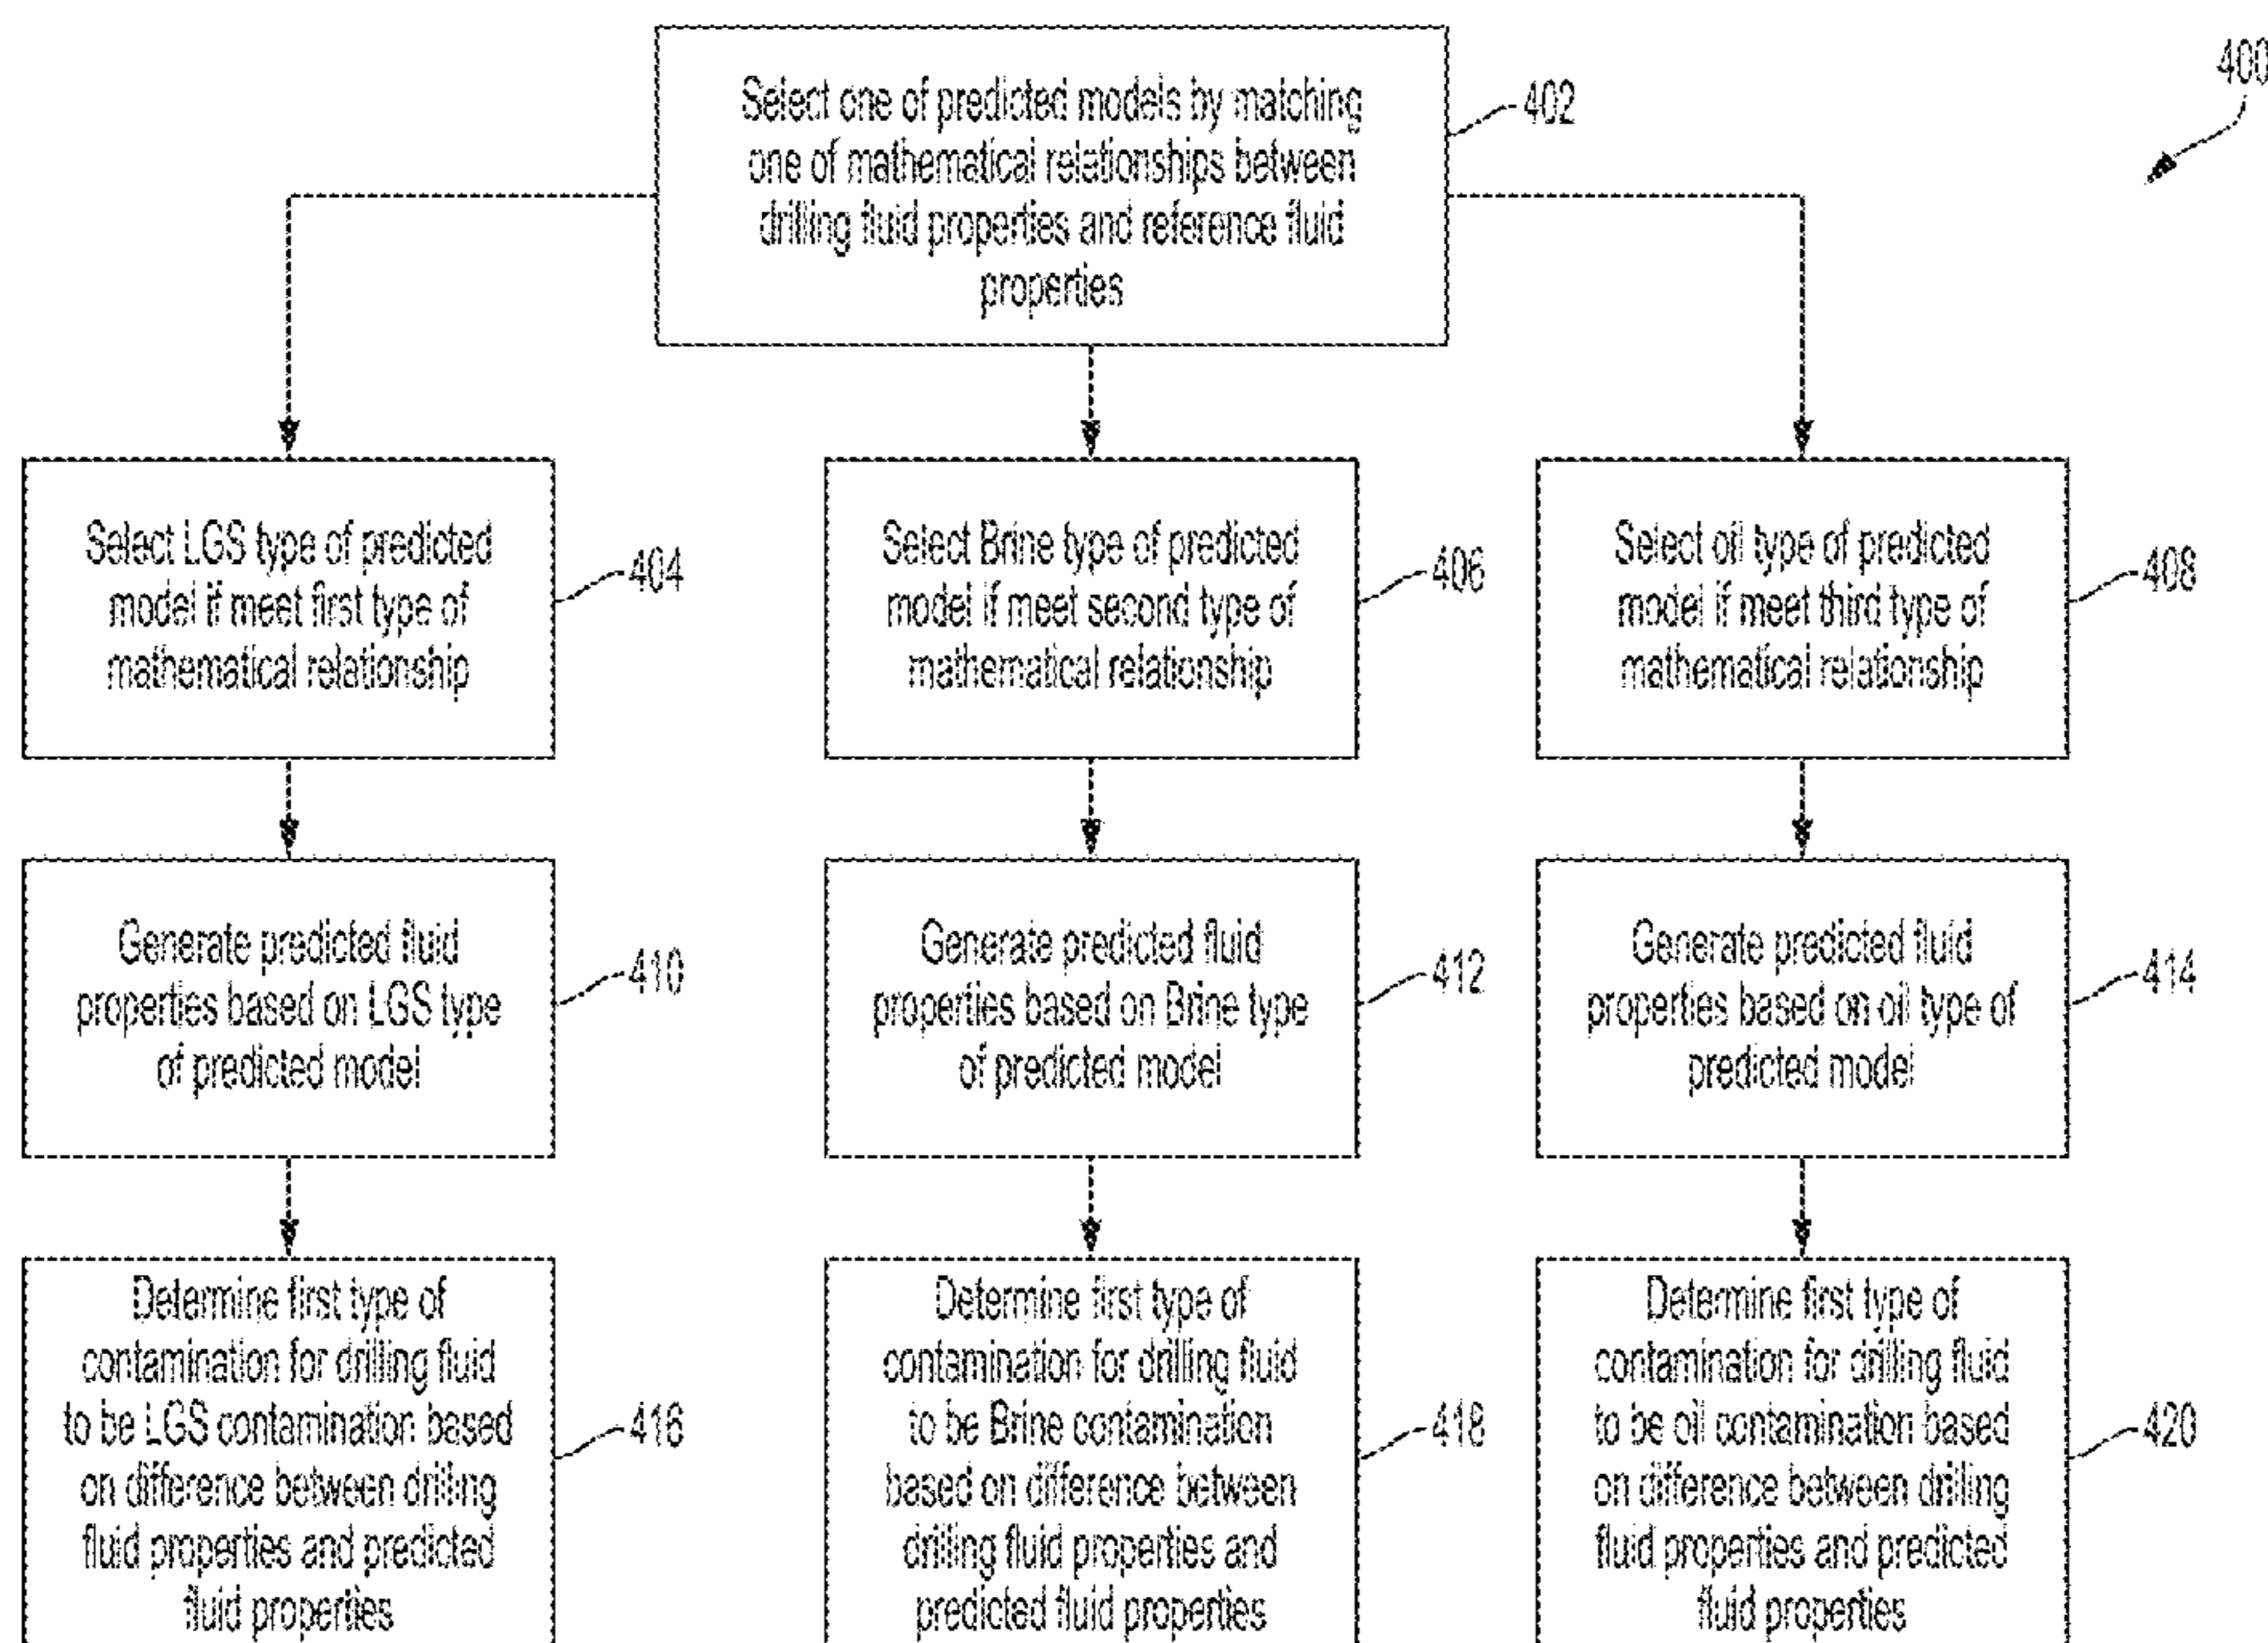 400
Select one of predicted models by matching
one of mathematical relationships between
drilling fluid properties and reference fluid
properties
402
Select LGS type of predicted
model if meet first type of
mathematical relationship
404
Select Brine type of predicted
model if meet second type of
mathematical relationship
406
Select oil type of predicted
model if meet third type of
mathematical relationship
408
Generate predicted fluid
properties based on LGS type
of predicted model
410
Generate predicted fluid
properties based on Brine type
of predicted model
412
Generate predicted fluid
properties based on oil type of
predicted model
414
Determine first type of
contamination for drilling fluid
to be LGS contamination based
on difference between drilling
fluid properties and predicted
fluid properties
416
Determine first type of
contamination for drilling fluid
to be Brine contamination
based on difference between
drilling fluid properties and
predicted fluid properties
418
Determine first type of
contamination for drilling fluid
to be oil contamination based
on difference between drilling
fluid properties and predicted
fluid properties
420